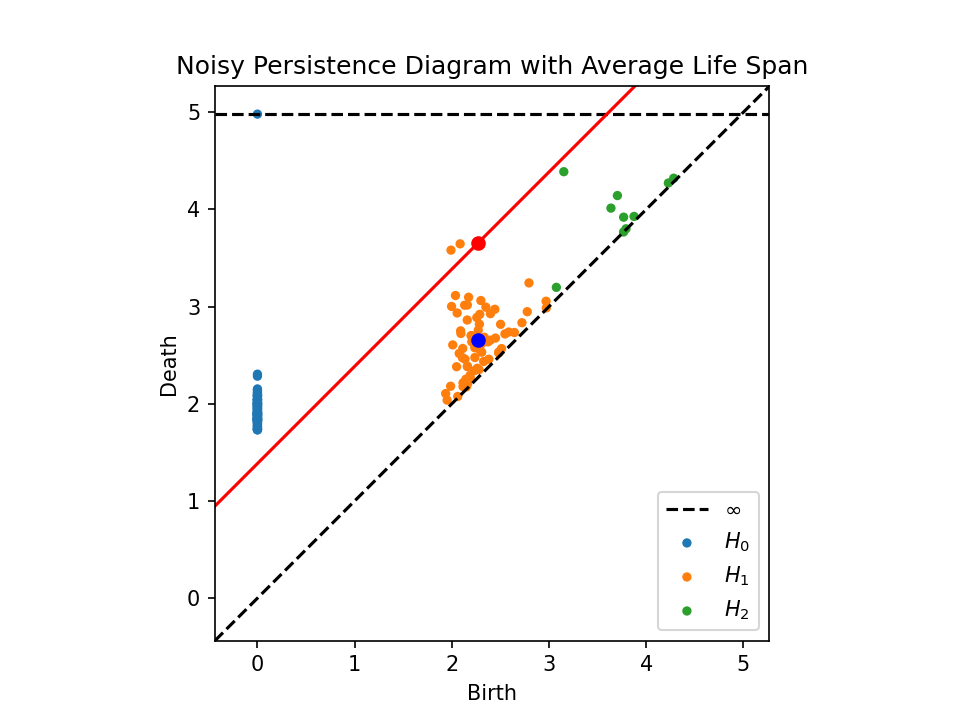 Noisy Persistence Diagram with Average Life Span
5
4
3
2
1
0
Death
∞
H₀
H₁
H₂
0 1 2 3 4 5
Birth